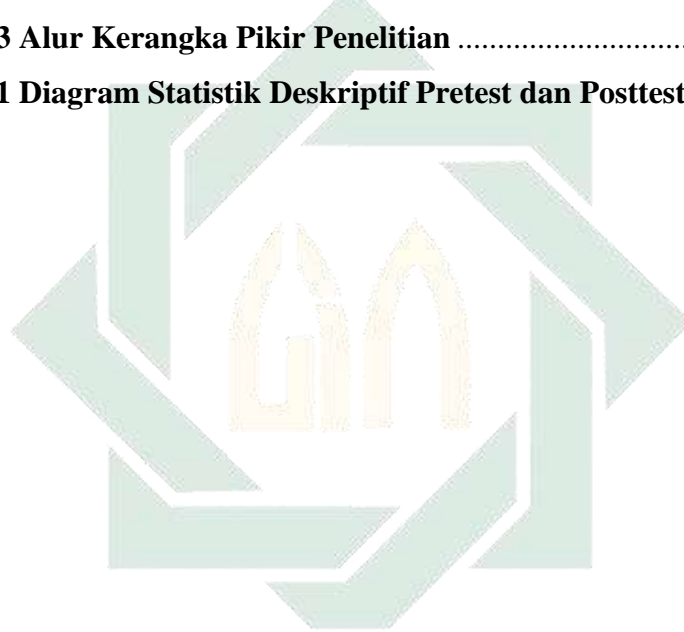 3 Alur Kerangka Pikir Penelitian ..............................
1 Diagram Statistik Deskriptif Pretest dan Posttest